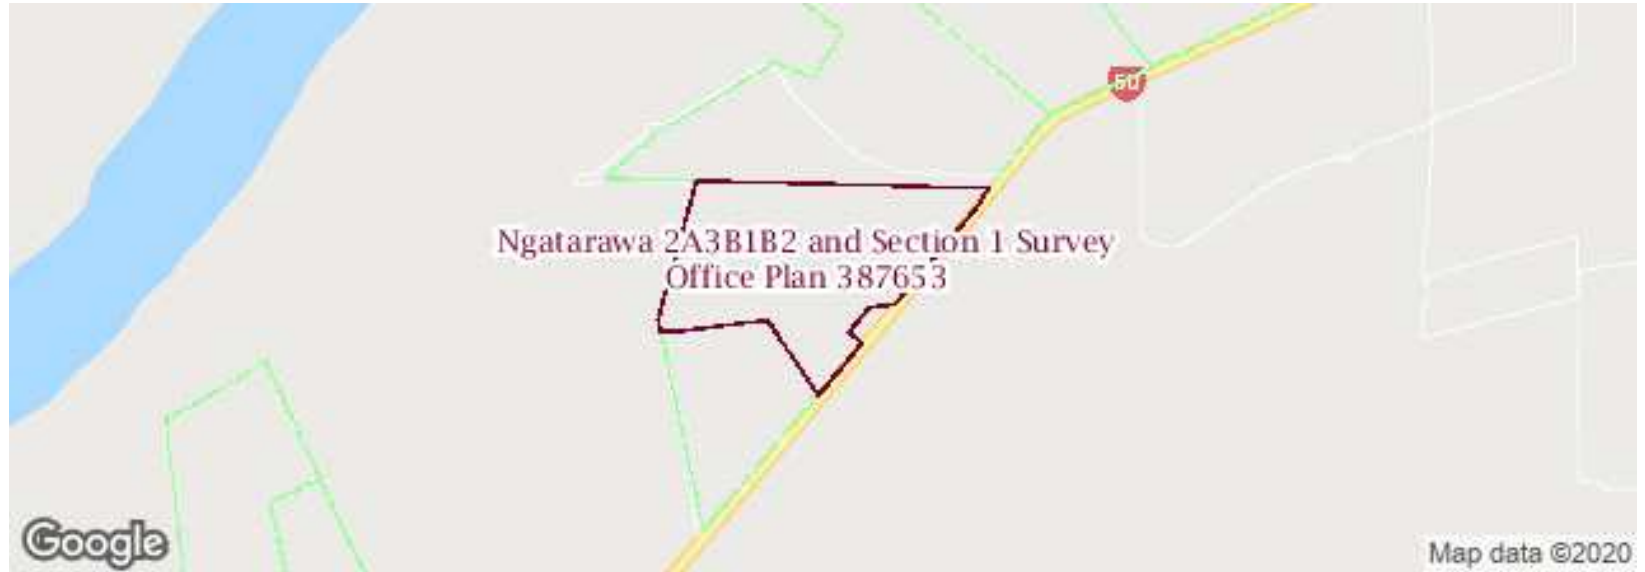 50
Ngatarawa 2A3B1B2 and Section 1 Survey
Office Plan 387653
Google
Map data ©2020